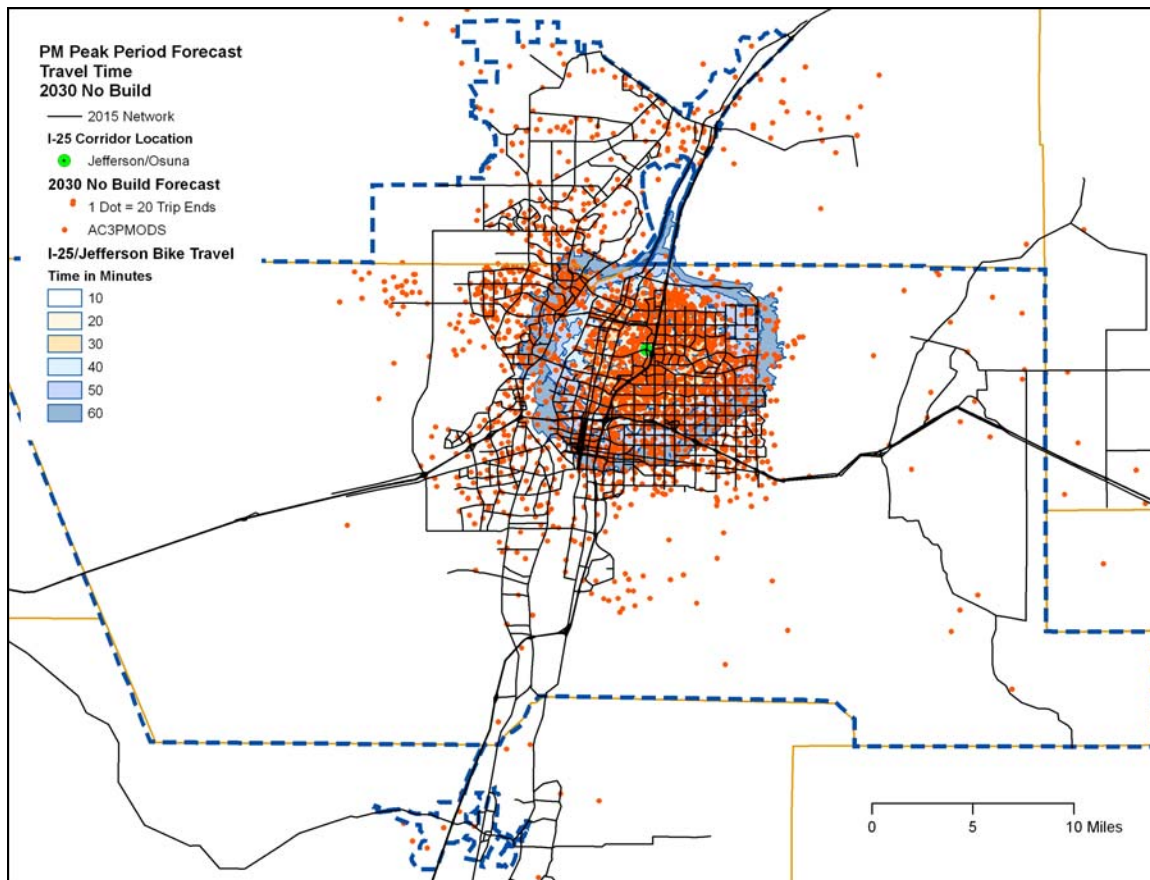 PM Peak Period Forecast
Travel Time
2030 No Build
2015 Network
I-25 Corridor Location
Jefferson/Osuna
2030 No Build Forecast
1 Dot = 20 Trip Ends
AC3PMODS
I-25/Jefferson Bike Travel
Time in Minutes
10
20
30
40
50
60
0 5 10 Miles